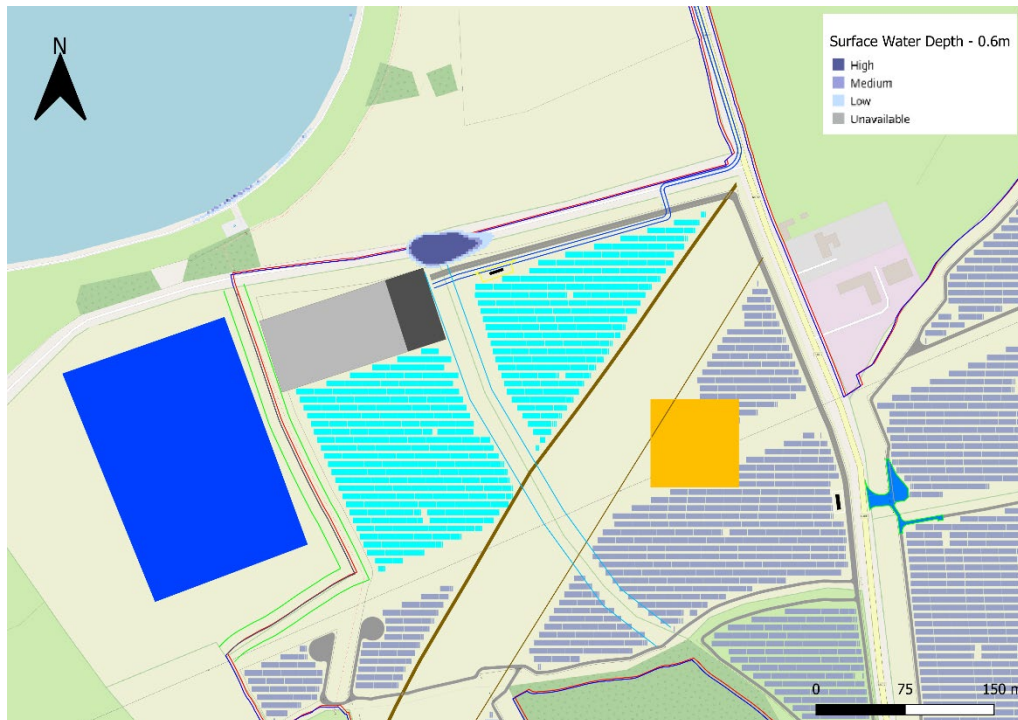 N
Surface Water Depth - 0.6m
High
Medium
Low
Unavailable
0 75 150 m